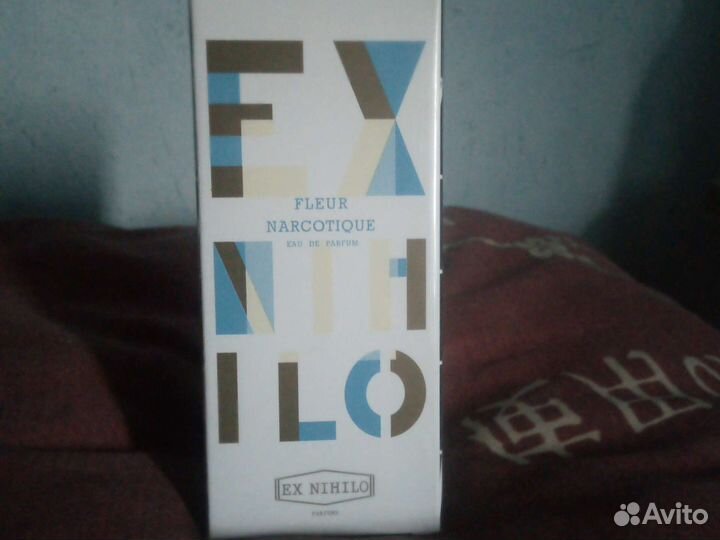 EX
FLEUR
NARCOTIQUE
EAU DE PARFUM
NIH
ILO
EX NIHILO
PARFUMS
Avito